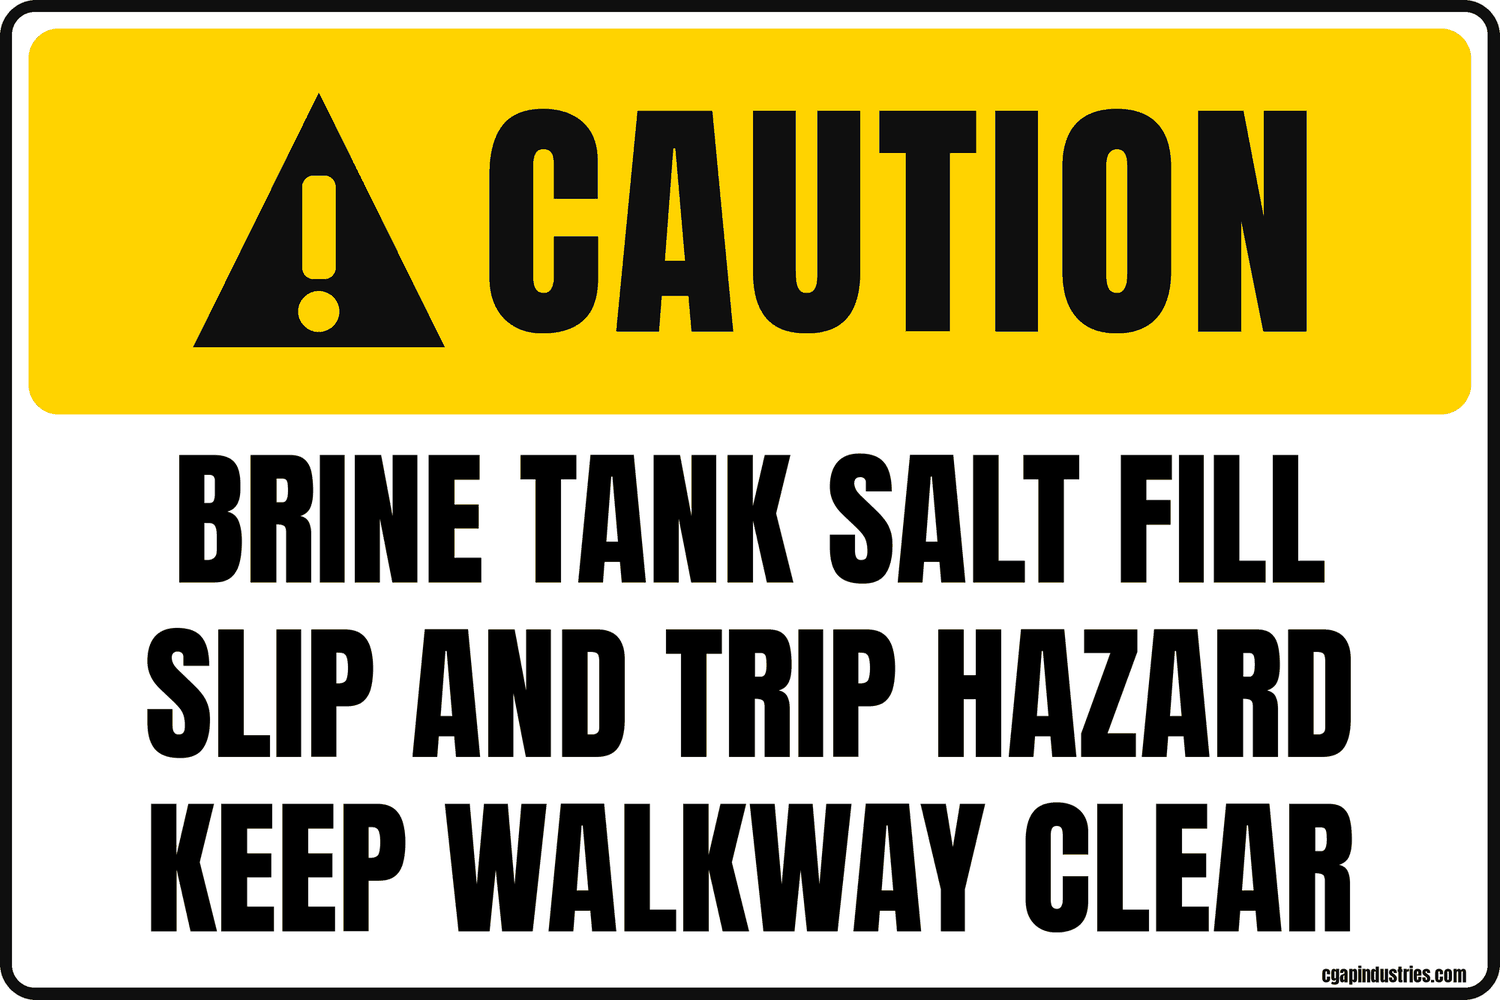 CAUTION
BRINE TANK SALT FILL
SLIP AND TRIP HAZARD
KEEP WALKWAY CLEAR
cgapindustries.com